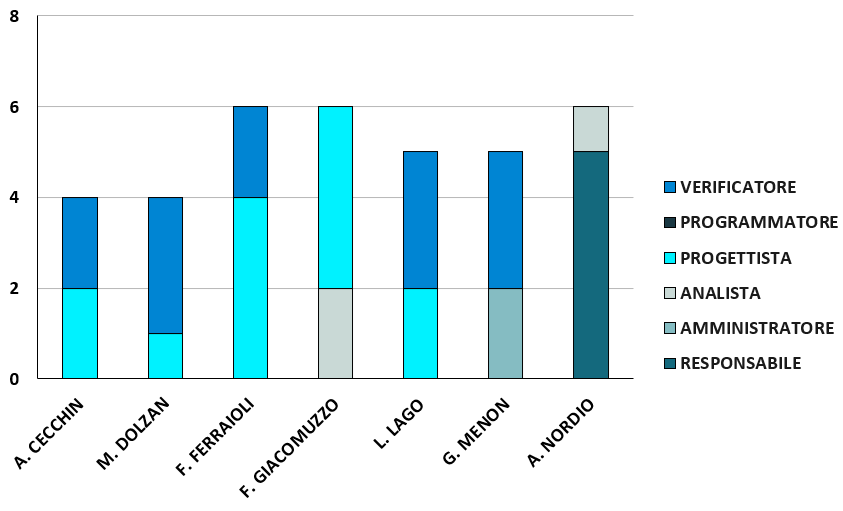 8
6
4
2
0
A. CECCHIN
M. DOLZAN
F. FERRAIOLI
F. GIACOMUZZO
L. LAGO
G. MENON
A. NORDIO
VERIFICATORE
PROGRAMMATORE
PROGETTISTA
ANALISTA
AMMINISTRATORE
RESPONSABILE